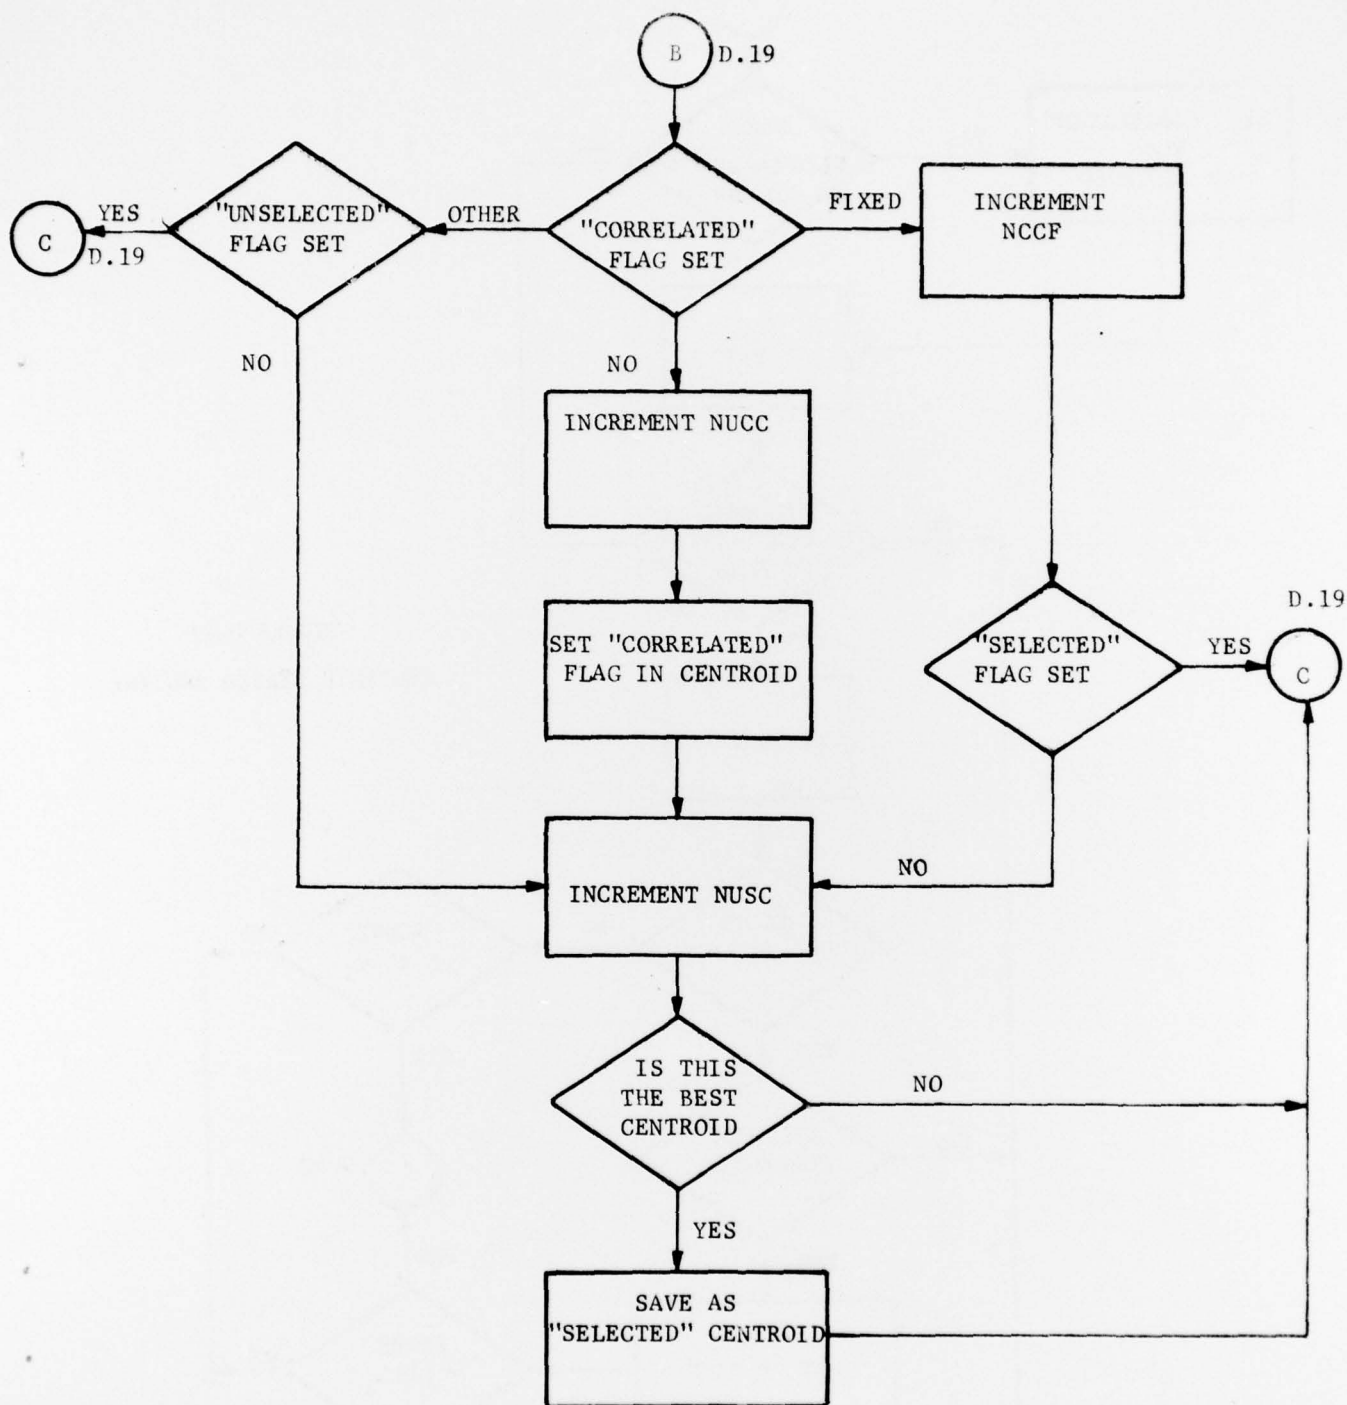 B D.19
"UNSELECTED"
FLAG SET
YES
C
D.19
OTHER
"CORRELATED"
FLAG SET
FIXED
INCREMENT
NCCF
NO
NO
INCREMENT NUCC
SET "CORRELATED"
FLAG IN CENTROID
"SELECTED"
FLAG SET
YES
D.19
C
NO
INCREMENT NUSC
IS THIS
THE BEST
CENTROID
NO
YES
SAVE AS
"SELECTED" CENTROID